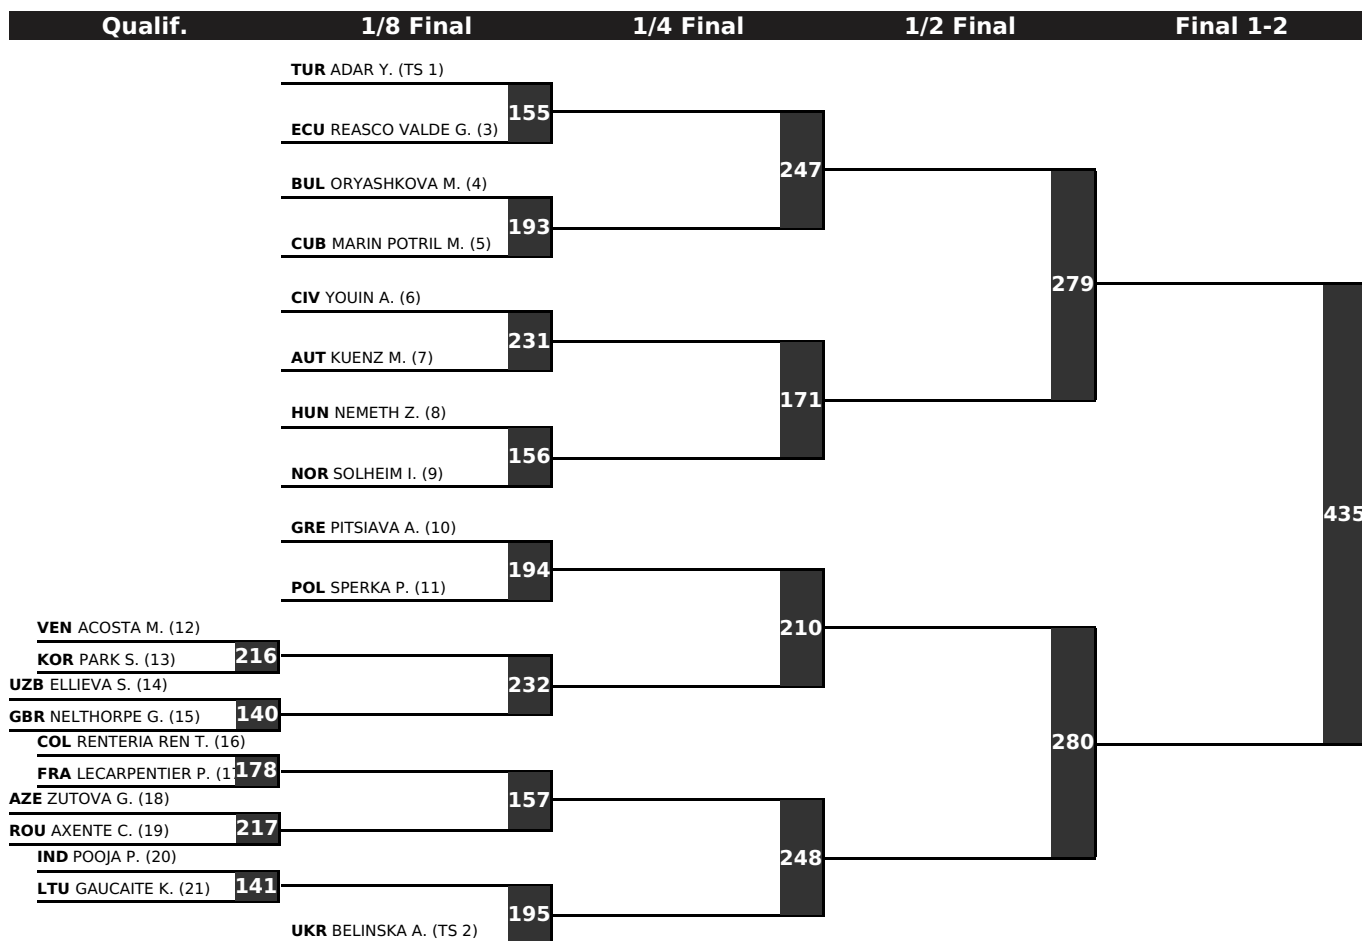 Qualif. 1/8 Final 1/4 Final 1/2 Final Final 1-2
TUR ADAR Y. (TS 1)
155
ECU REASCO VALDE G. (3)
247
BUL ORYASHKOVA M. (4)
193
CUB MARIN POTRIL M. (5)
279
CIV YOUIN A. (6)
231
AUT KUENZ M. (7)
171
HUN NEMETH Z. (8)
156
NOR SOLHEIM I. (9)
435
GRE PITSIAVA A. (10)
194
POL SPERKA P. (11)
210
VEN ACOSTA M. (12)
216
KOR PARK S. (13)
232
UZB ELLIEVA S. (14)
140
GBR NELTHORPE G. (15)
280
COL RENTERIA REN T. (16)
178
FRA LECARPENTIER P. (17
157
AZE ZUTOVA G. (18)
217
ROU AXENTE C. (19)
248
IND POOJA P. (20)
141
LTU GAUCAITE K. (21)
195
UKR BELINSKA A. (TS 2)